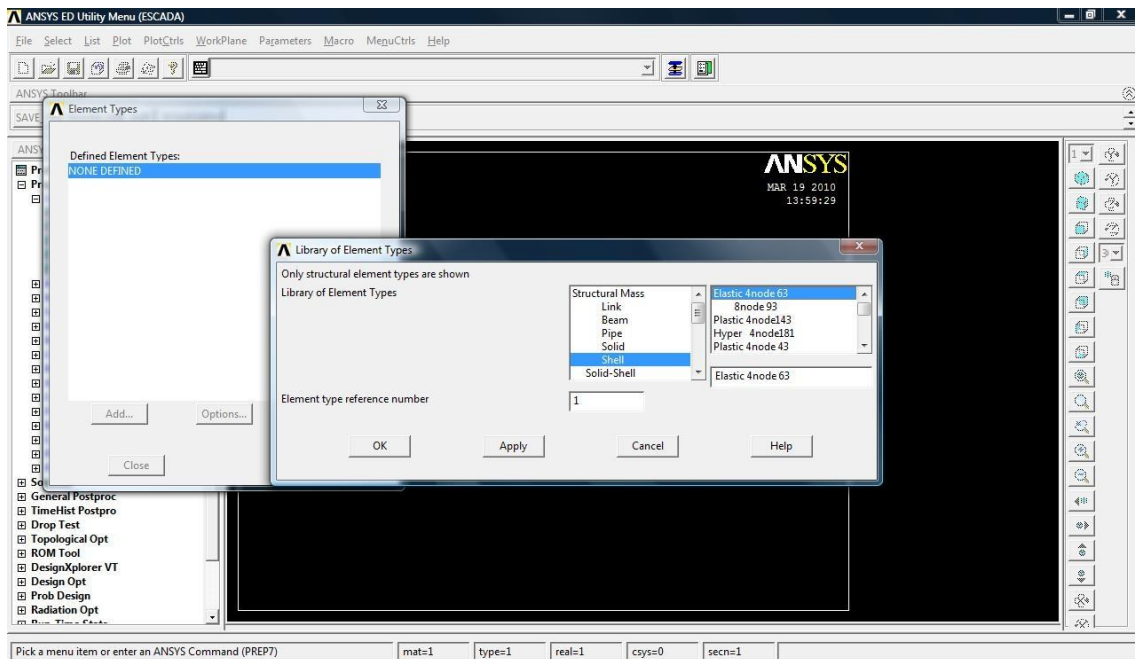 ANSYS ED Utility Menu (ESCADA)
File Select List Plot PlotCtrls WorkPlane Parameters Macro MenuCtrls Help
ANSYS Toolbar
SAVE
Element Types
Defined Element Types:
NONE DEFINED
Add... Options...
Close
ANSYS
MAR 19 2010
13:59:29
1
Library of Element Types
Only structural element types are shown
Library of Element Types
Structural Mass
Link
Beam
Pipe
Solid
Shell
Solid-Shell
Elastic 4node 63
8node 93
Plastic 4node143
Hyper 4node181
Plastic 4node 43
Elastic 4node 63
Element type reference number
1
OK Apply Cancel Help
General Postproc
TimeHist Postpro
Drop Test
Topological Opt
ROM Tool
DesignXplorer VT
Design Opt
Prob Design
Radiation Opt
Pick a menu item or enter an ANSYS Command (PREP7)
mat=1
type=1
real=1
csys=0
secn=1